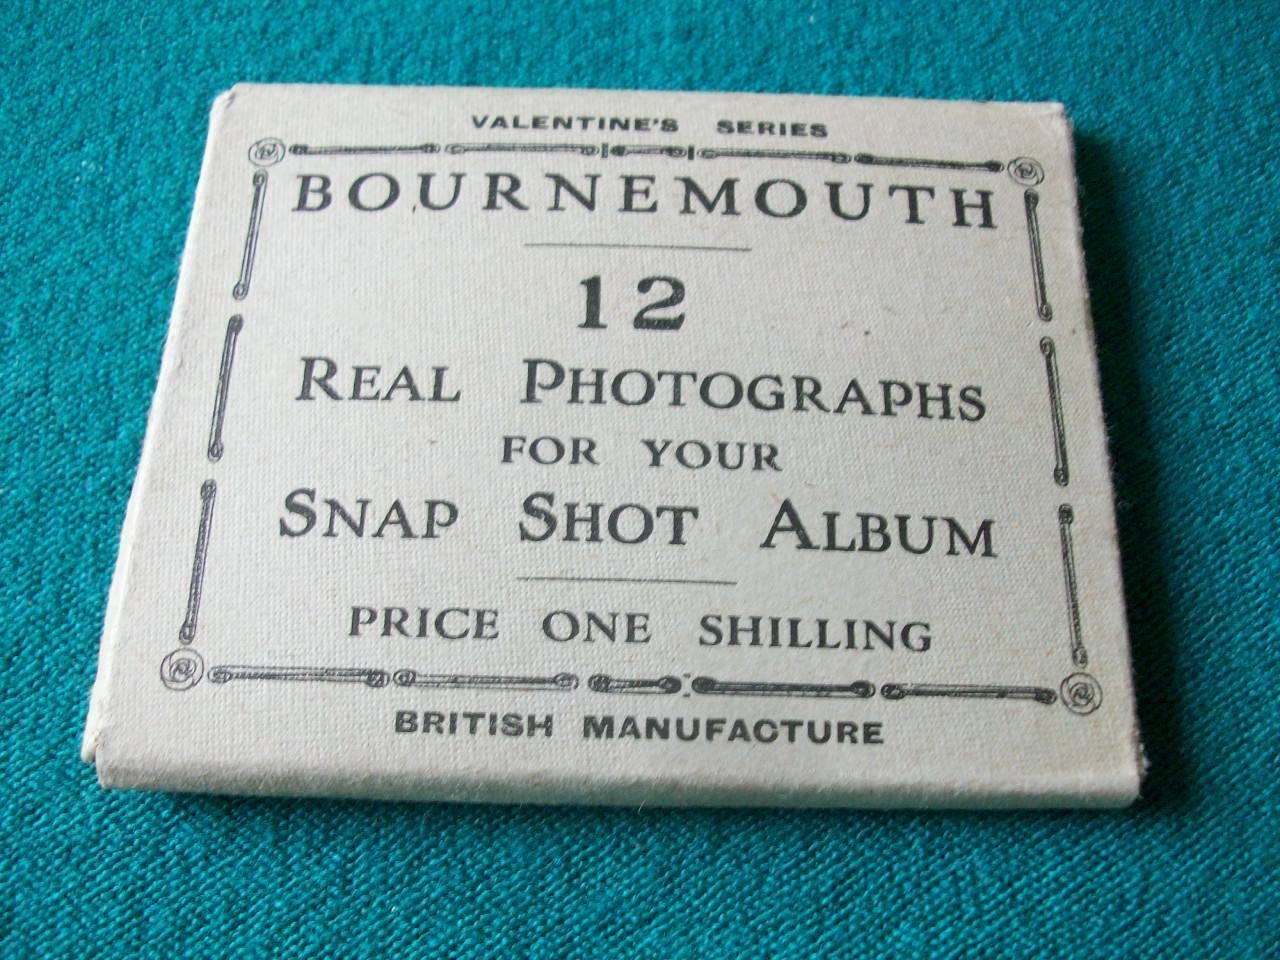 VALENTINE'S SERIES
BOURNEMOUTH
12
REAL PHOTOGRAPHS
FOR YOUR
SNAP SHOT ALBUM
PRICE ONE SHILLING
BRITISH MANUFACTURE